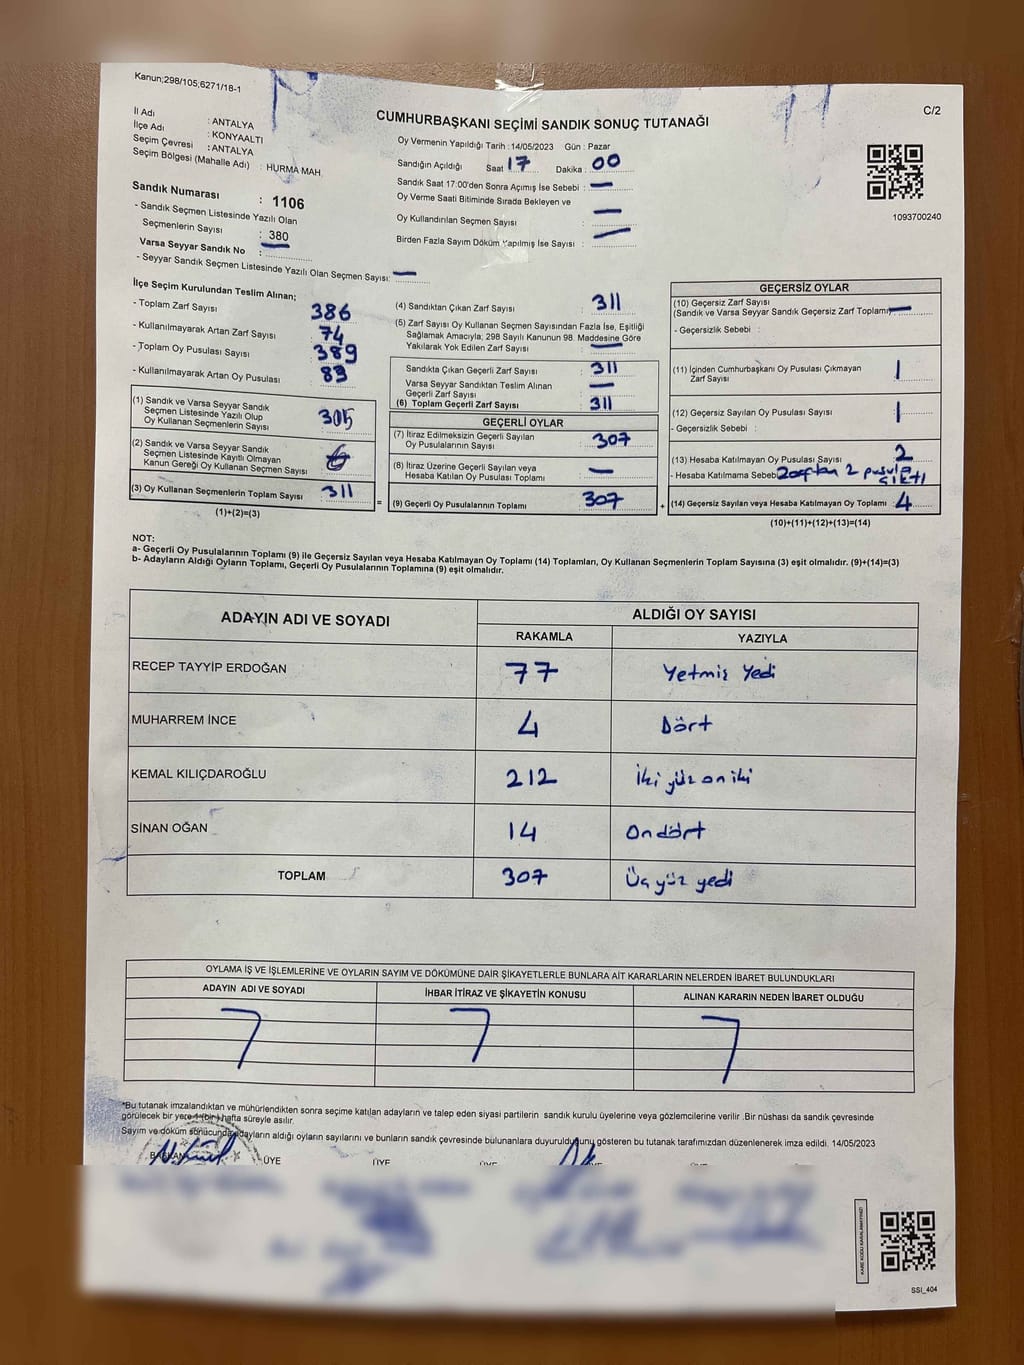 Kanun;298/105;6271/18-1
C/2
CUMHURBAŞKANI SEÇİMİ SANDIK SONUÇ TUTANAĞI
İl Adı : ANTALYA
İlçe Adı : KONYAALTI
Seçim Çevresi : ANTALYA
Seçim Bölgesi (Mahalle Adı) : HURMA MAH.
Sandık Numarası : 1106
- Sandık Seçmen Listesinde Yazılı Olan
Seçmenlerin Sayısı : 380
Varsa Seyyar Sandık No : —
- Seyyar Sandık Seçmen Listesinde Yazılı Olan Seçmen Sayısı: —
Oy Vermenin Yapıldığı Tarih : 14/05/2023 Gün : Pazar
Sandığın Açıldığı Saat 17 Dakika : 00
Sandık Saat 17:00'den Sonra Açımış İse Sebebi : —
Oy Verme Saati Bitiminde Sırada Bekleyen ve
Oy Kullandırılan Seçmen Sayısı : —
Birden Fazla Sayım Döküm Yapılmış İse Sayısı : —
1093700240
İlçe Seçim Kurulundan Teslim Alınan;
- Toplam Zarf Sayısı 386
- Kullanılmayarak Artan Zarf Sayısı 74
- Toplam Oy Pusulası Sayısı 389
- Kullanılmayarak Artan Oy Pusulası 83
(1) Sandık ve Varsa Seyyar Sandık
Seçmen Listesinde Yazılı Olup
Oy Kullanan Seçmenlerin Sayısı : 305
(2) Sandık ve Varsa Seyyar Sandık
Seçmen Listesinde Kayıtlı Olmayan
Kanun Gereği Oy Kullanan Seçmen Sayısı : 6
(3) Oy Kullanan Seçmenlerin Toplam Sayısı : 311
(1)+(2)=(3)
(4) Sandıktan Çıkan Zarf Sayısı : 311
(5) Zarf Sayısı Oy Kullanan Seçmen Sayısından Fazla İse, Eşitliği
Sağlamak Amacıyla; 298 Sayılı Kanunun 98. Maddesine Göre
Yakılarak Yok Edilen Zarf Sayısı : —
Sandıkta Çıkan Geçerli Zarf Sayısı : 311
Varsa Seyyar Sandıktan Teslim Alınan
Geçerli Zarf Sayısı : —
(6) Toplam Geçerli Zarf Sayısı : 311
GEÇERLİ OYLAR
(7) İtiraz Edilmeksizin Geçerli Sayılan
Oy Pusulalarının Sayısı : 307
(8) İtiraz Üzerine Geçerli Sayılan veya
Hesaba Katılan Oy Pusulası Toplamı : —
=
(9) Geçerli Oy Pusulalarının Toplamı : 307
+
GEÇERSİZ OYLAR
(10) Geçersiz Zarf Sayısı
(Sandık ve Varsa Seyyar Sandık Geçersiz Zarf Toplamı) —
- Geçersizlik Sebebi :
(11) İçinden Cumhurbaşkanı Oy Pusulası Çıkmayan
Zarf Sayısı : 1
(12) Geçersiz Sayılan Oy Pusulası Sayısı : 1
- Geçersizlik Sebebi :
(13) Hesaba Katılmayan Oy Pusulası Sayısı : 2
- Hesaba Katılmama Sebebi : Zarftan 2 pusula
çıktı
(14) Geçersiz Sayılan veya Hesaba Katılmayan Oy Toplamı : 4
(10)+(11)+(12)+(13)=(14)
NOT:
a- Geçerli Oy Pusulalarının Toplamı (9) ile Geçersiz Sayılan veya Hesaba Katılmayan Oy Toplamı (14) Toplamları, Oy Kullanan Seçmenlerin Toplam Sayısına (3) eşit olmalıdır. (9)+(14)=(3)
b- Adayların Aldığı Oyların Toplamı, Geçerli Oy Pusulalarının Toplamına (9) eşit olmalıdır.
ADAYIN ADI VE SOYADI
ALDIĞI OY SAYISI
RAKAMLA YAZIYLA
RECEP TAYYİP ERDOĞAN 77 Yetmiş Yedi
MUHARREM İNCE 4 Dört
KEMAL KILIÇDAROĞLU 212 İki yüz on iki
SİNAN OĞAN 14 On dört
TOPLAM 307 Üç yüz yedi
OYLAMA İŞ VE İŞLEMLERİNE VE OYLARIN SAYIM VE DÖKÜMÜNE DAİR ŞİKAYETLERLE BUNLARA AİT KARARLARIN NELERDEN İBARET BULUNDUKLARI
ADAYIN ADI VE SOYADI İHBAR İTİRAZ VE ŞİKAYETİN KONUSU ALINAN KARARIN NEDEN İBARET OLDUĞU
*Bu tutanak imzalandıktan ve mühürlendikten sonra seçime katılan adayların ve talep eden siyasi partilerin sandık kurulu üyelerine veya gözlemcilerine verilir .Bir nüshası da sandık çevresinde
görülecek bir yere 1 (bir) hafta süreyle asılır.
Sayım ve döküm sonucunda adayların aldığı oyların sayılarını ve bunların sandık çevresinde bulunanlara duyurulduğunu gösteren bu tutanak tarafımızdan düzenlenerek imza edildi. 14/05/2023
BAŞKAN ÜYE ÜYE ÜYE ÜYE
KARE KODU KARALAMAYINIZ!
SSI_404